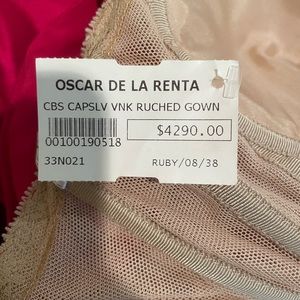 OSCAR DE LA RENTA
CBS CAPSLV VNK RUCHED GOWN
00100190518
$4290.00
33N021
RUBY/08/38